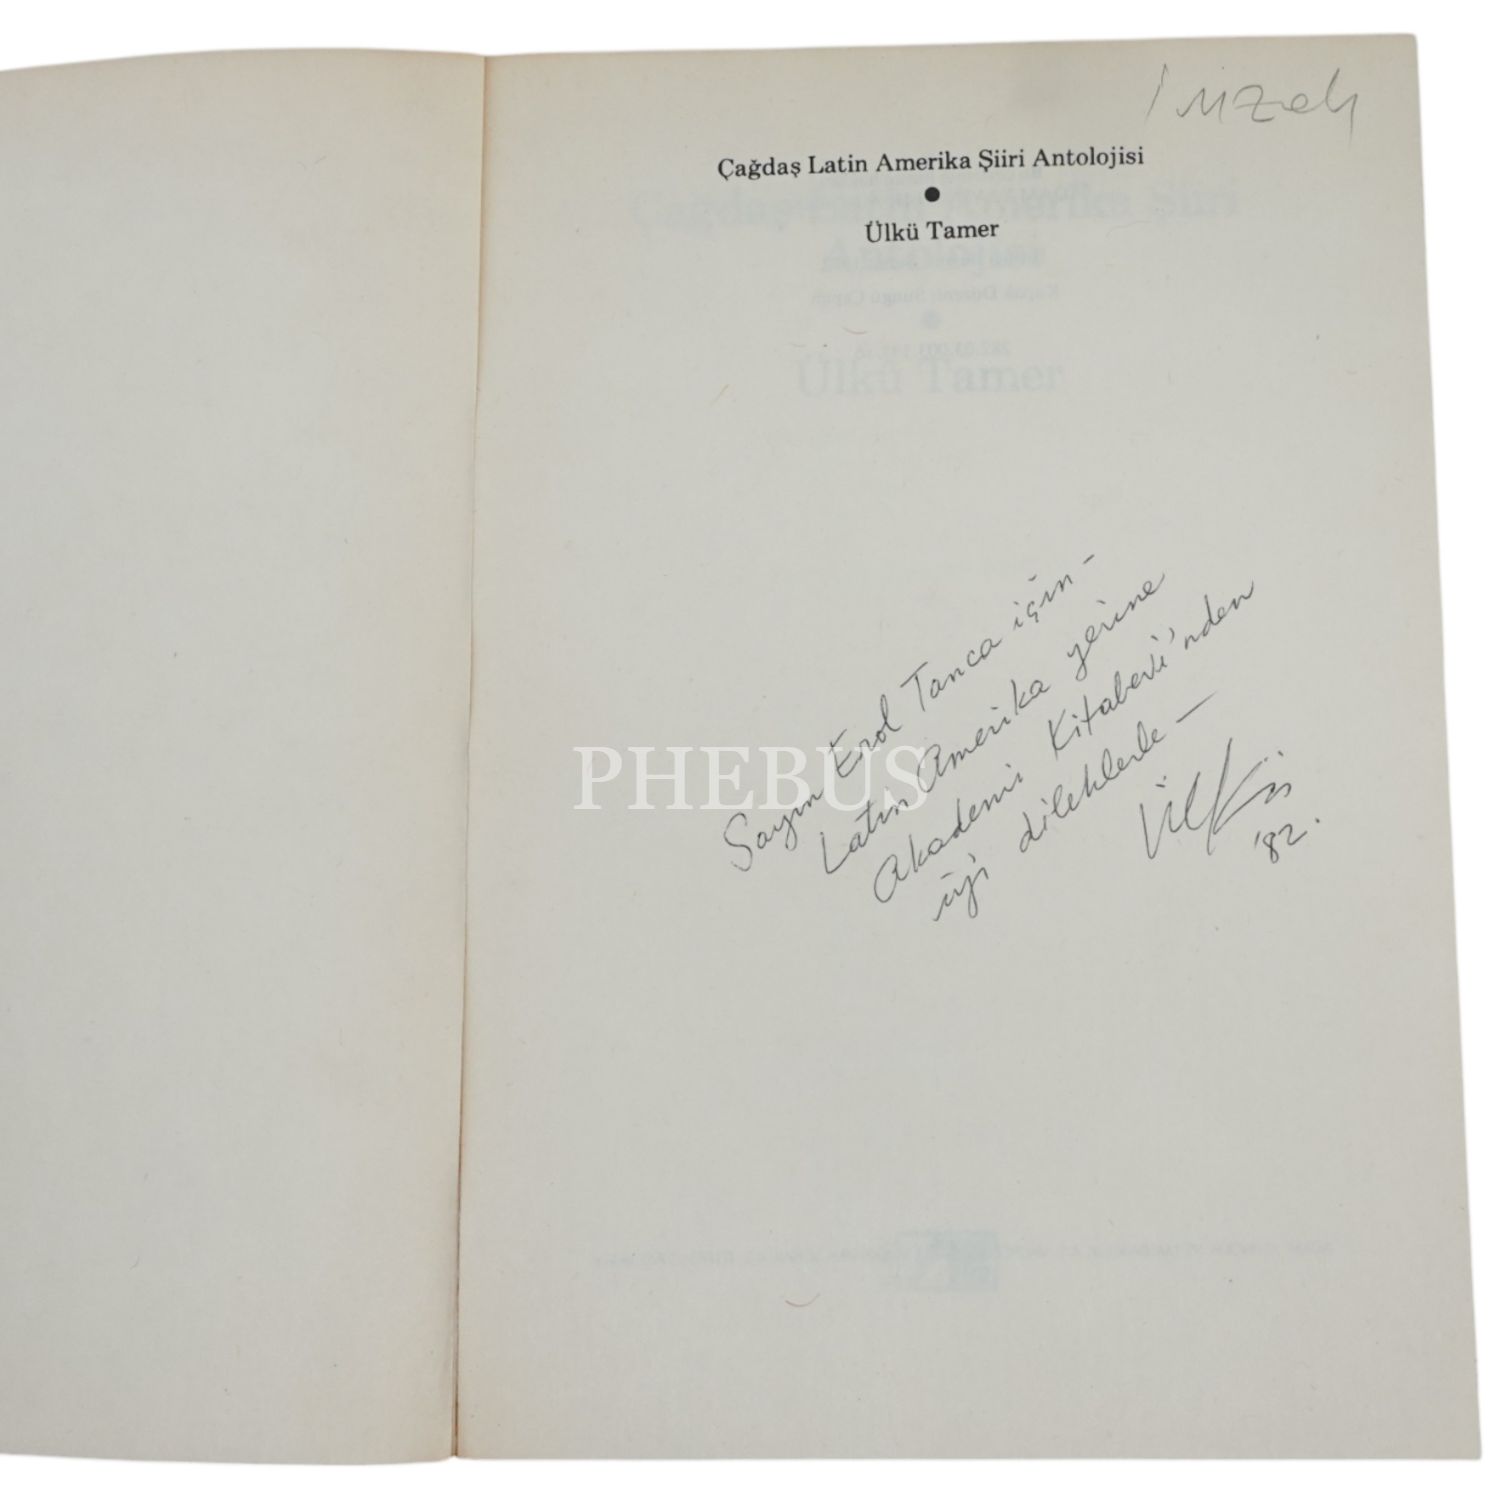 İmzalı
Çağdaş Latin Amerika Şiiri Antolojisi
●
Ülkü Tamer
Sayın Erol Tanca için-
Latin Amerika yerine
Akademi Kitabevi'nden
iyi dileklerle —
Ülkü
'82.
PHEBUS